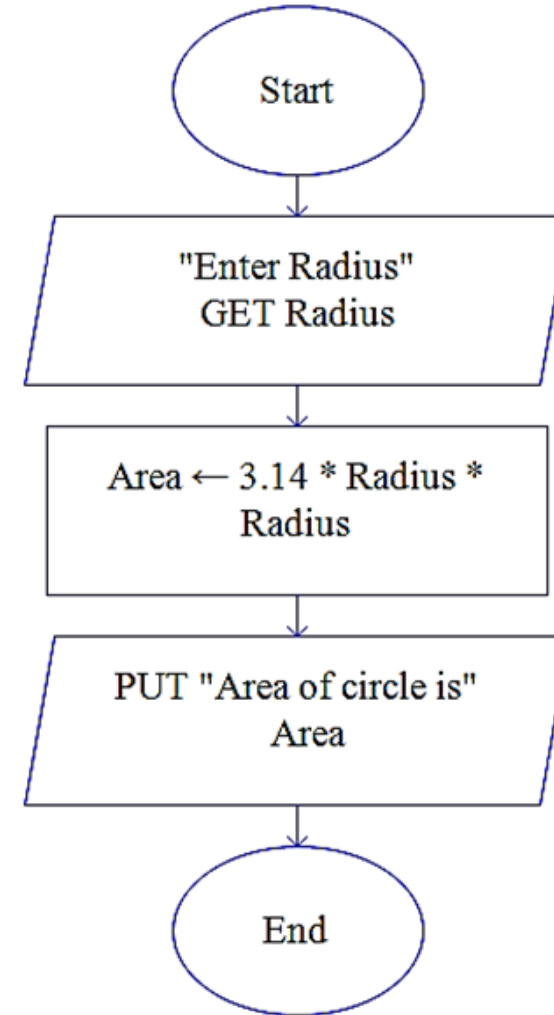 Start
"Enter Radius"
GET Radius
Area ← 3.14 * Radius *
Radius
PUT "Area of circle is"
Area
End